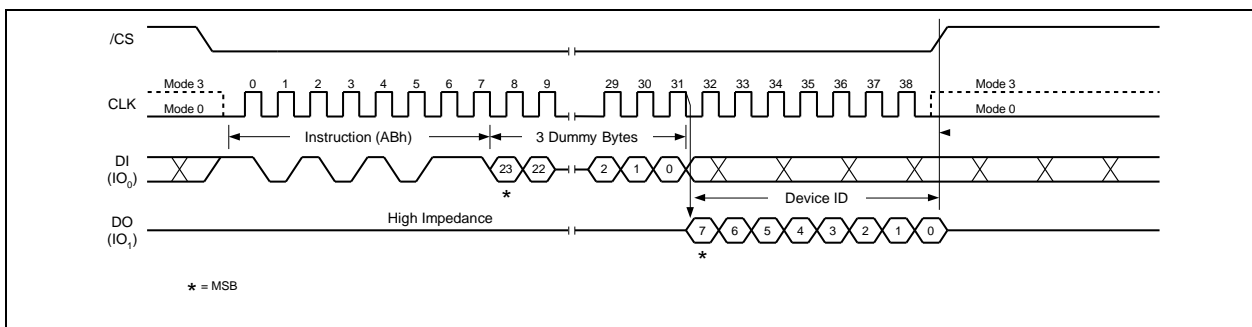 /CS
Mode 3 0 1 2 3 4 5 6 7 8 9 29 30 31 32 33 34 35 36 37 38 Mode 3
CLK
Mode 0 Mode 0
Instruction (ABh) 3 Dummy Bytes
DI
(IO0)
23 22 2 1 0
*
Device ID
High Impedance
DO
(IO1)
7 6 5 4 3 2 1 0
*
* = MSB